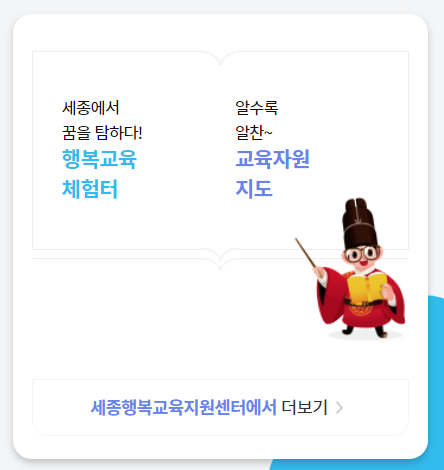 세종에서
꿈을 탐하다!
행복교육
체험터
알수록
알찬~
교육자원
지도
세종행복교육지원센터에서 더보기